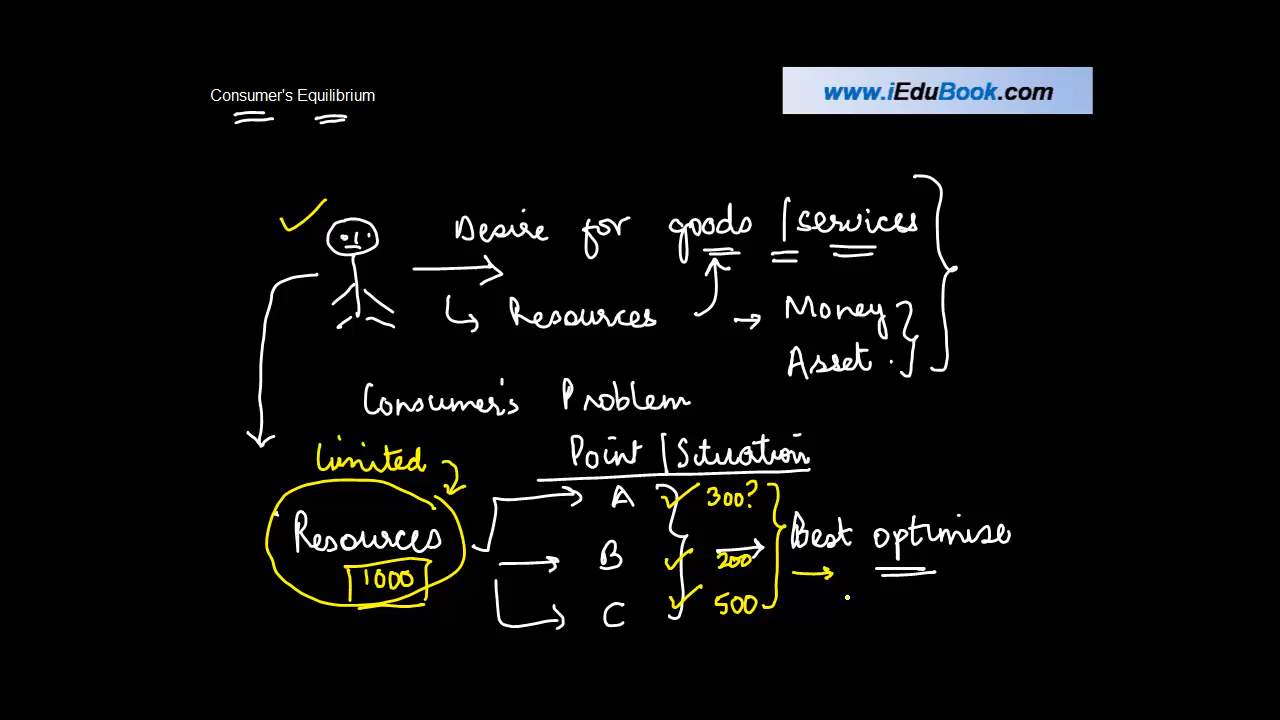 Consumer's Equilibrium
www.iEduBook.com
Desire for goods / services
Resources → Money
Asset.
Consumer's Problem
Limited
Point / Situation
A 300?
Resources
Best optimise
1000
B 200
C 500